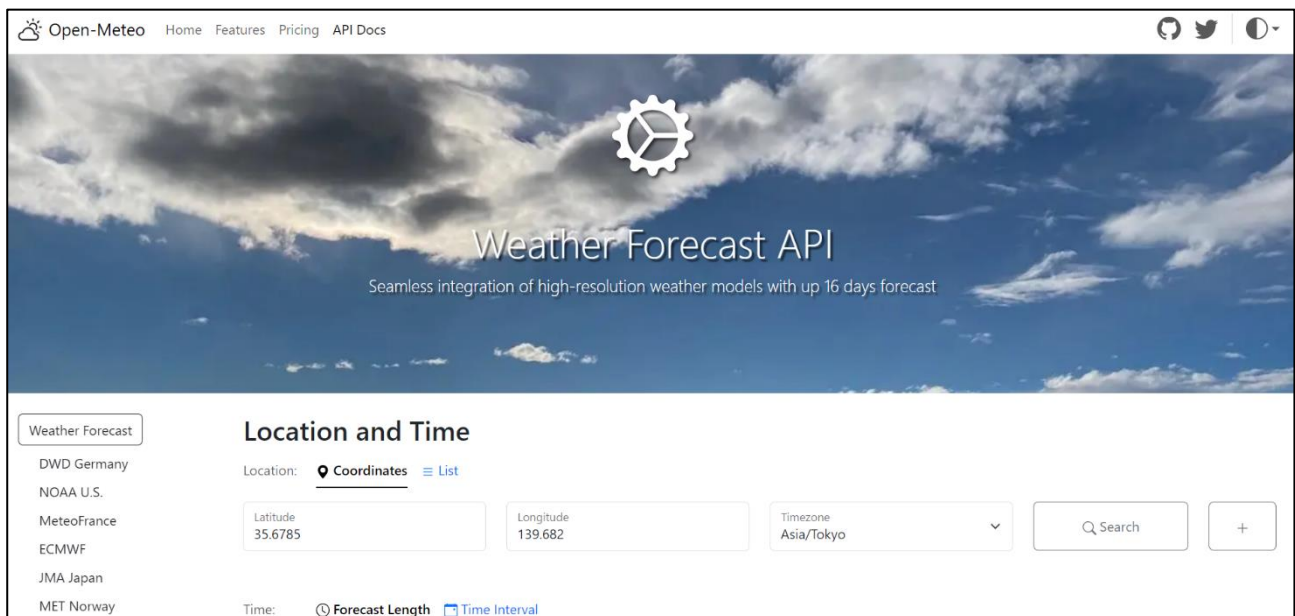 Open-Meteo Home Features Pricing API Docs
Weather Forecast API
Seamless integration of high-resolution weather models with up 16 days forecast
Weather Forecast
DWD Germany
NOAA U.S.
MeteoFrance
ECMWF
JMA Japan
MET Norway
Location and Time
Location: Coordinates List
Latitude Longitude Timezone
35.6785 139.682 Asia/Tokyo Search +
Time: Forecast Length Time Interval